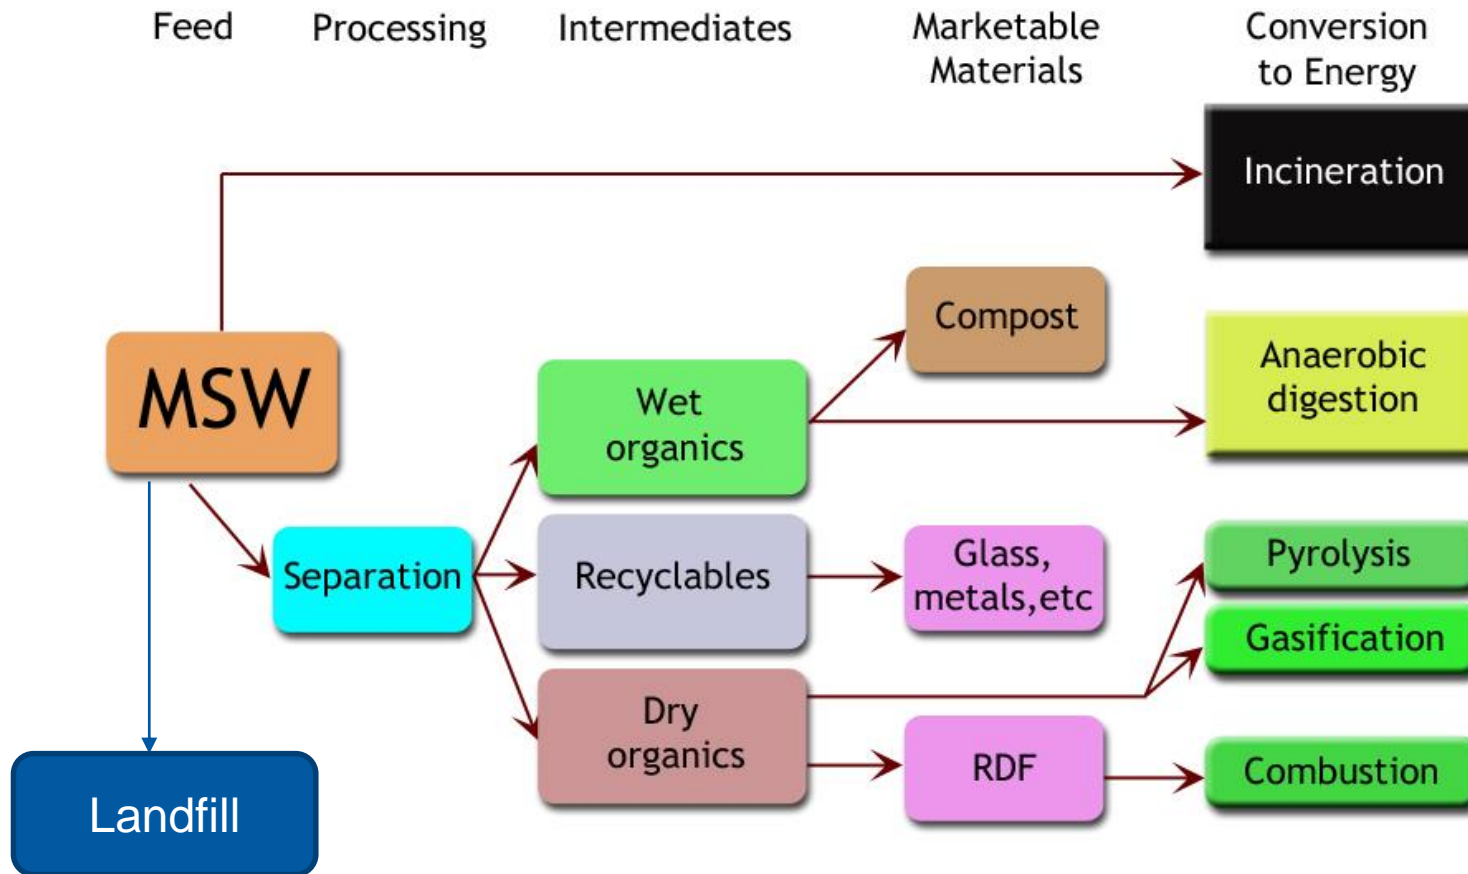 Feed
Processing
Intermediates
Marketable
Materials
Conversion
to Energy
Incineration
Compost
Anaerobic
digestion
MSW
Wet
organics
Separation
Recyclables
Glass,
metals,etc
Pyrolysis
Gasification
Dry
organics
RDF
Combustion
Landfill